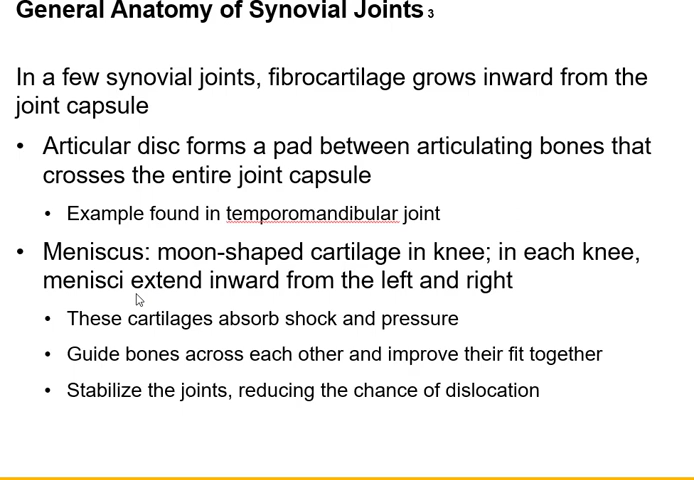 General Anatomy of Synovial Joints 3
In a few synovial joints, fibrocartilage grows inward from the
joint capsule
• Articular disc forms a pad between articulating bones that
crosses the entire joint capsule
• Example found in temporomandibular joint
• Meniscus: moon-shaped cartilage in knee; in each knee,
menisci extend inward from the left and right
• These cartilages absorb shock and pressure
• Guide bones across each other and improve their fit together
• Stabilize the joints, reducing the chance of dislocation